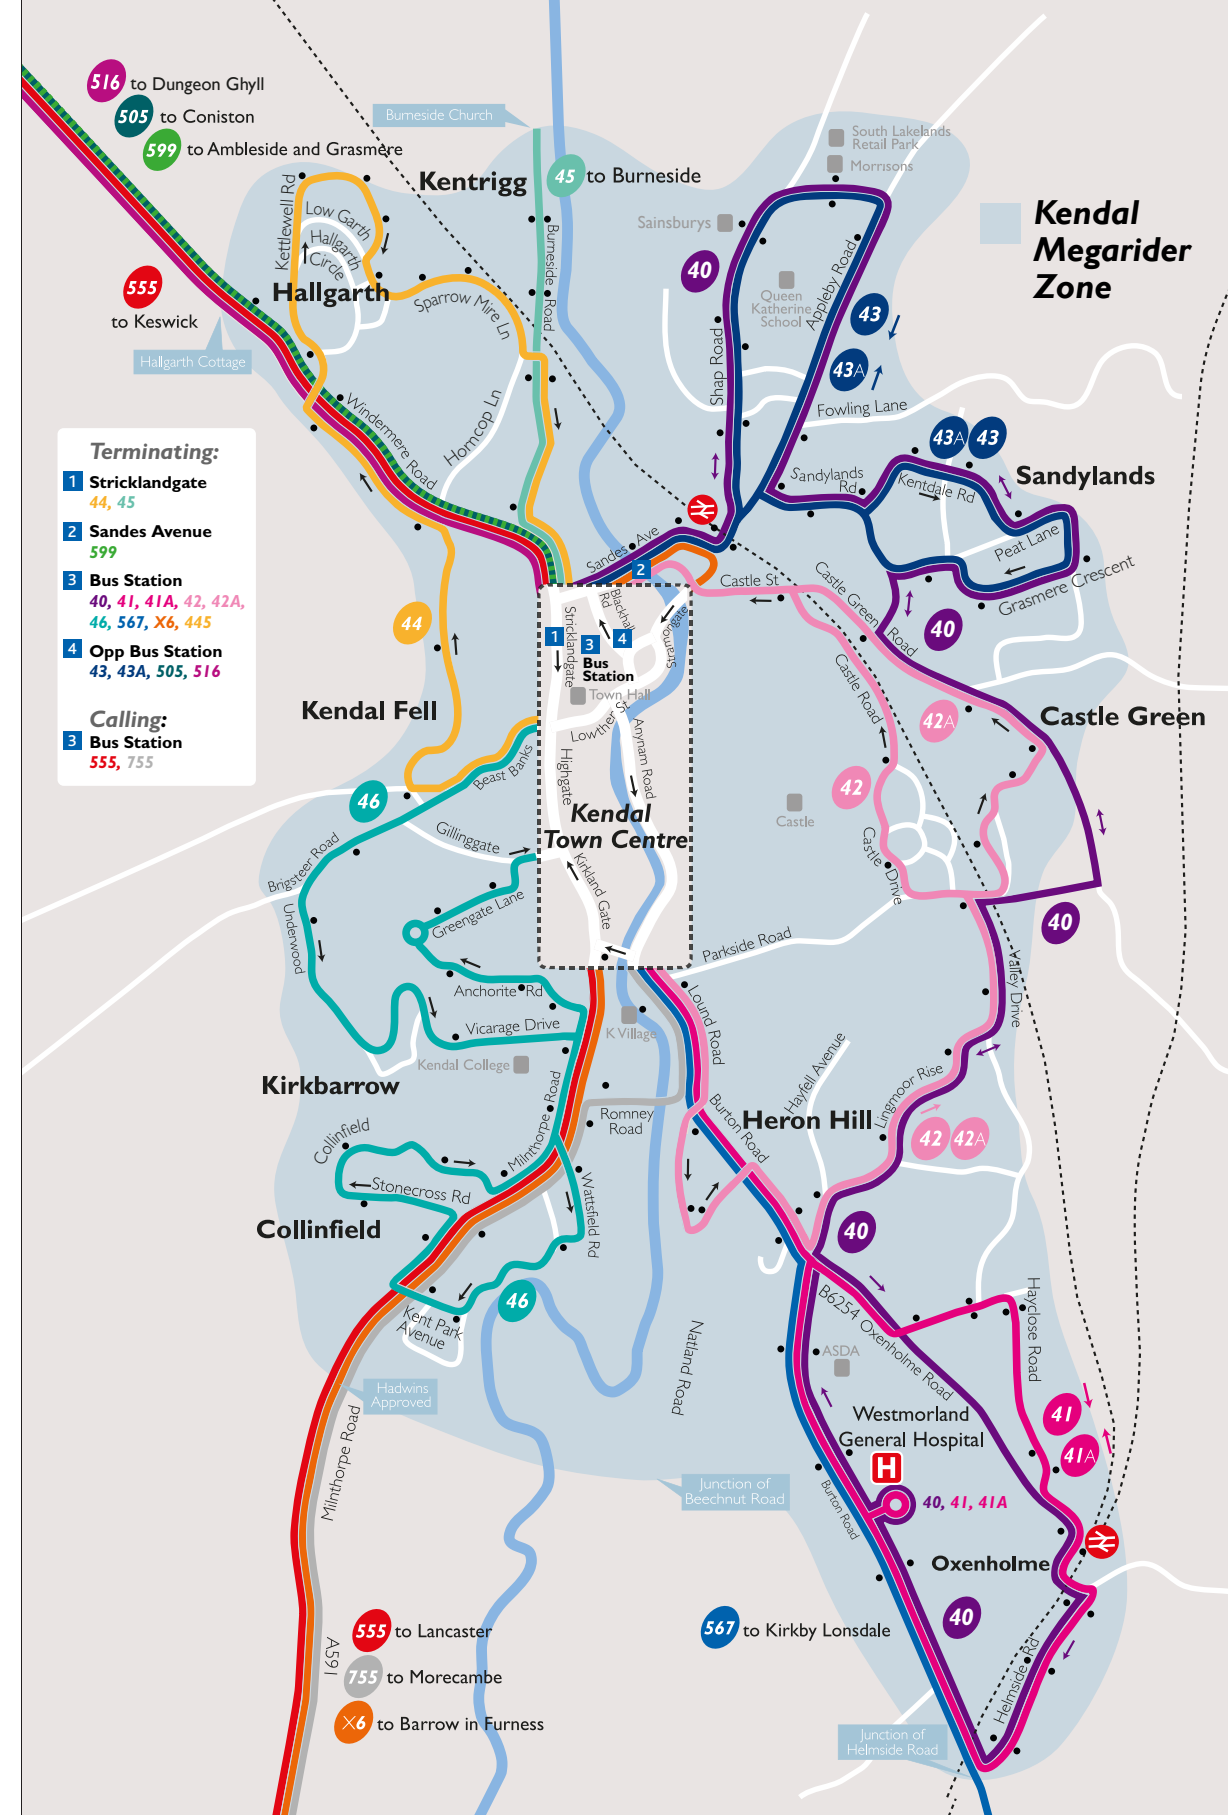 516 to Dungeon Ghyll
505 to Coniston
599 to Ambleside and Grasmere
Burneside Church
Kentrigg
45 to Burneside
South Lakelands
Retail Park
Morrisons
Sainsburys
Kendal
Megarider
Zone
40
Kettlewell Rd
Low Garth
Hallgarth
Circle
Hallgarth
Sparrow Mire Ln
Burneside Road
Queen
Katherine
School
Appleby Road
43
43A
555
to Keswick
Hallgarth Cottage
Shap Road
Fowling Lane
Windermere Road
Horncop Ln
43A 43
Sandylands
Sandylands
Rd
Kentdale Rd
Peat Lane
Grasmere Crescent
Terminating:
1 Stricklandgate
44, 45
2 Sandes Avenue
599
3 Bus Station
40, 41, 41A, 42, 42A,
46, 567, X6, 445
4 Opp Bus Station
43, 43A, 505, 516
Calling:
3 Bus Station
555, 755
Sandes Ave
2
Castle St
Castle Green Road
40
44
Stricklandgate
Blackhall
Rd
Stramongate
1
3
4
Bus
Station
Town Hall
Lowther St
Kendal Fell
Castle Road
42A
Castle Green
Beast Banks
Highgate
Anynam Road
46
42
Castle
Kendal
Town Centre
Gillinggate
Brigsteer Road
Kirkland Gate
Castle Drive
Greengate Lane
Underwood
40
Parkside Road
Valley Drive
Anchorite Rd
Vicarage Drive
K Village
Lound Road
Kendal College
Kirkbarrow
Hayfell Avenue
Lingmoor Rise
Milnthorpe Road
Romney
Road
Burton Road
Heron Hill
42 42A
Collinfield
Stonecross Rd
Wattsfield Rd
Collinfield
40
46
Kent Park
Avenue
B6254 Oxenholme Road
Hayclose Road
Natland Road
ASDA
Hadwins
Approved
Westmorland
General Hospital
H
41
41A
Milnthorpe Road
Junction of
Beechnut Road
Burton Road
40, 41, 41A
Oxenholme
40
555 to Lancaster
567 to Kirkby Lonsdale
A591
755 to Morecambe
Helmside Rd
X6 to Barrow in Furness
Junction of
Helmside Road